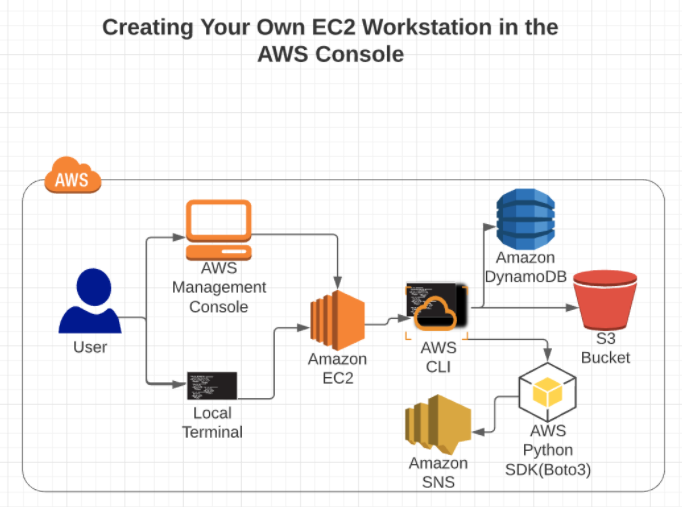 Creating Your Own EC2 Workstation in the
AWS Console
AWS
AWS
Management
Console
User
Local
Terminal
Amazon
EC2
AWS
CLI
Amazon
DynamoDB
S3
Bucket
AWS
Python
SDK(Boto3)
Amazon
SNS